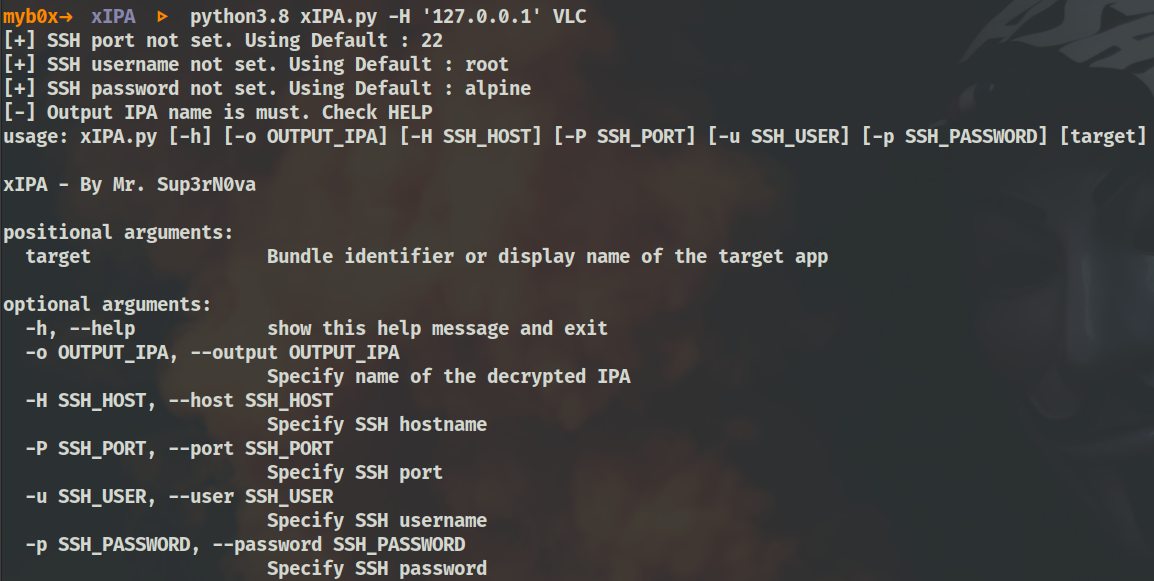 myb0x→ xIPA ▷ python3.8 xIPA.py -H '127.0.0.1' VLC
[+] SSH port not set. Using Default : 22
[+] SSH username not set. Using Default : root
[+] SSH password not set. Using Default : alpine
[-] Output IPA name is must. Check HELP
usage: xIPA.py [-h] [-o OUTPUT_IPA] [-H SSH_HOST] [-P SSH_PORT] [-u SSH_USER] [-p SSH_PASSWORD] [target]
xIPA - By Mr. Sup3rN0va
positional arguments:
target Bundle identifier or display name of the target app
optional arguments:
-h, --help show this help message and exit
-o OUTPUT_IPA, --output OUTPUT_IPA
Specify name of the decrypted IPA
-H SSH_HOST, --host SSH_HOST
Specify SSH hostname
-P SSH_PORT, --port SSH_PORT
Specify SSH port
-u SSH_USER, --user SSH_USER
Specify SSH username
-p SSH_PASSWORD, --password SSH_PASSWORD
Specify SSH password